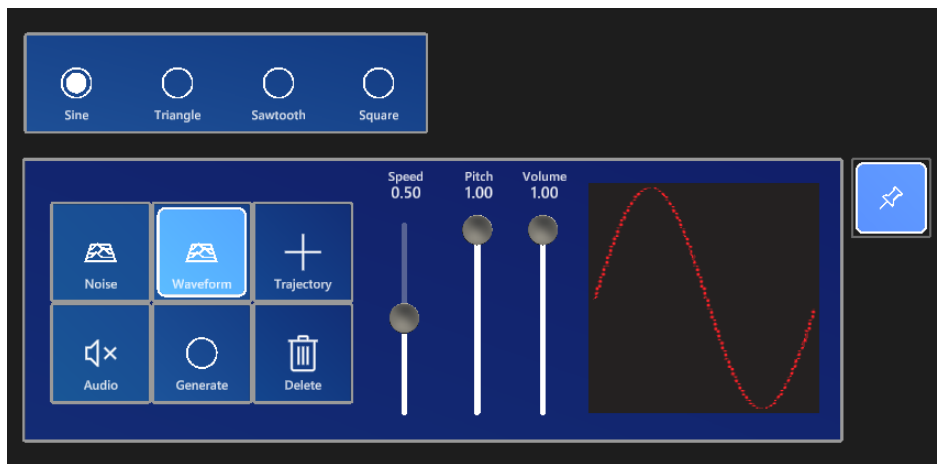 Sine Triangle Sawtooth Square
Speed Pitch Volume
0.50 1.00 1.00
Noise Waveform Trajectory
Audio Generate Delete